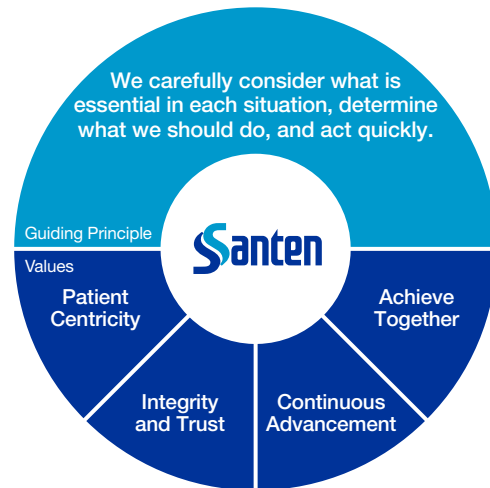 We carefully consider what is
essential in each situation, determine
what we should do, and act quickly.
Guiding Principle
Santen
Values
Patient
Centricity
Integrity
and Trust
Continuous
Advancement
Achieve
Together